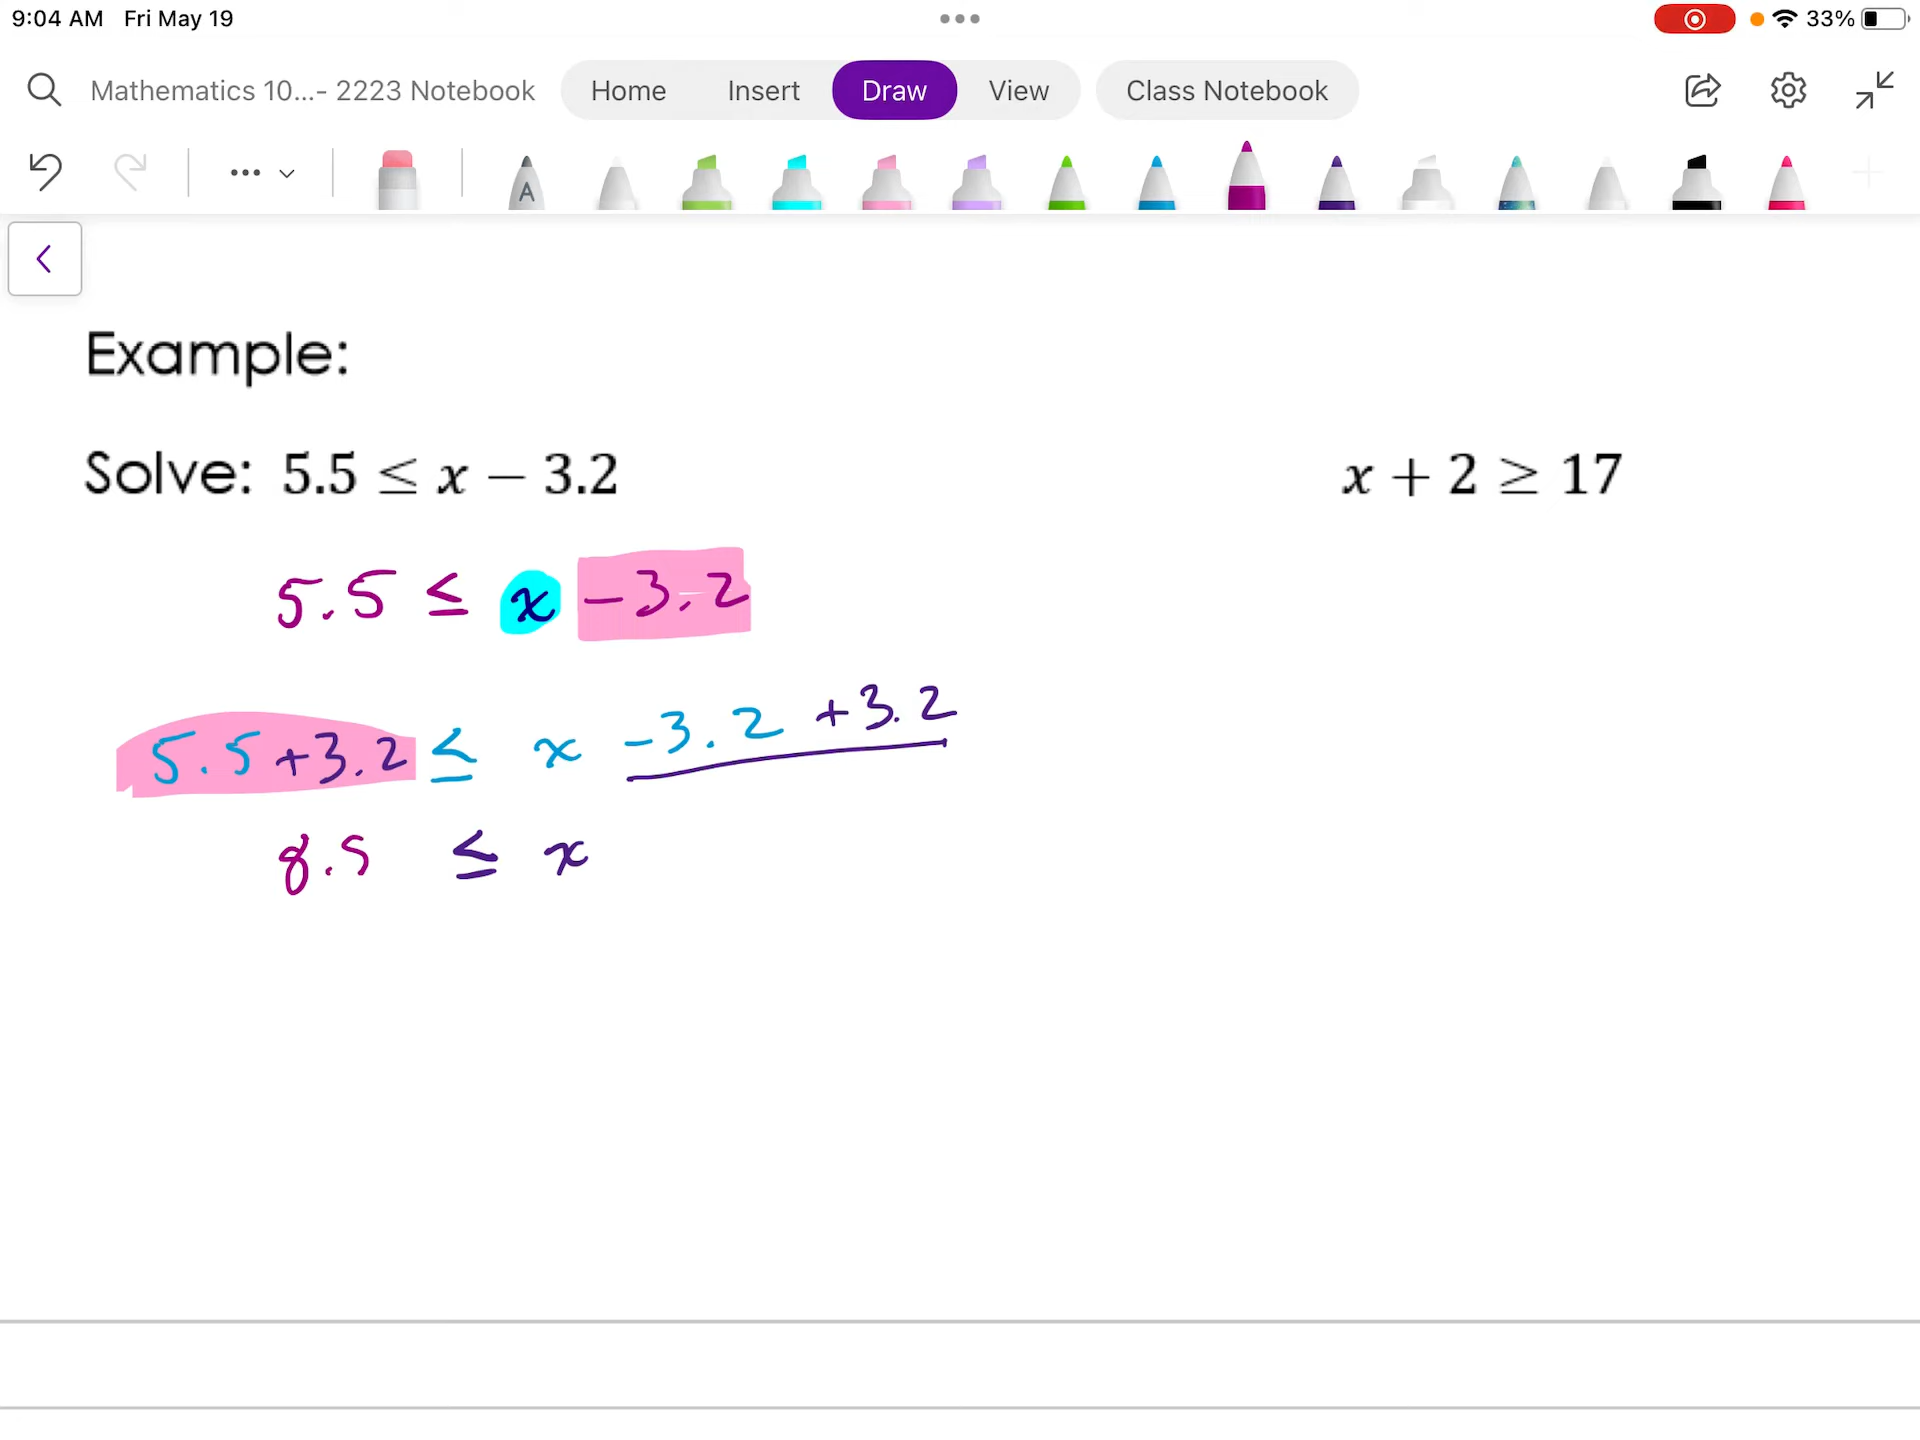 9:04 AM Fri May 19
33%
Mathematics 10...- 2223 Notebook Home Insert Draw View Class Notebook
A
Example:
Solve: 5.5 ≤ x − 3.2
x + 2 ≥ 17
5.5 ≤ x −3.2
5.5+3.2 ≤ x −3.2 +3.2
8.5 ≤ x